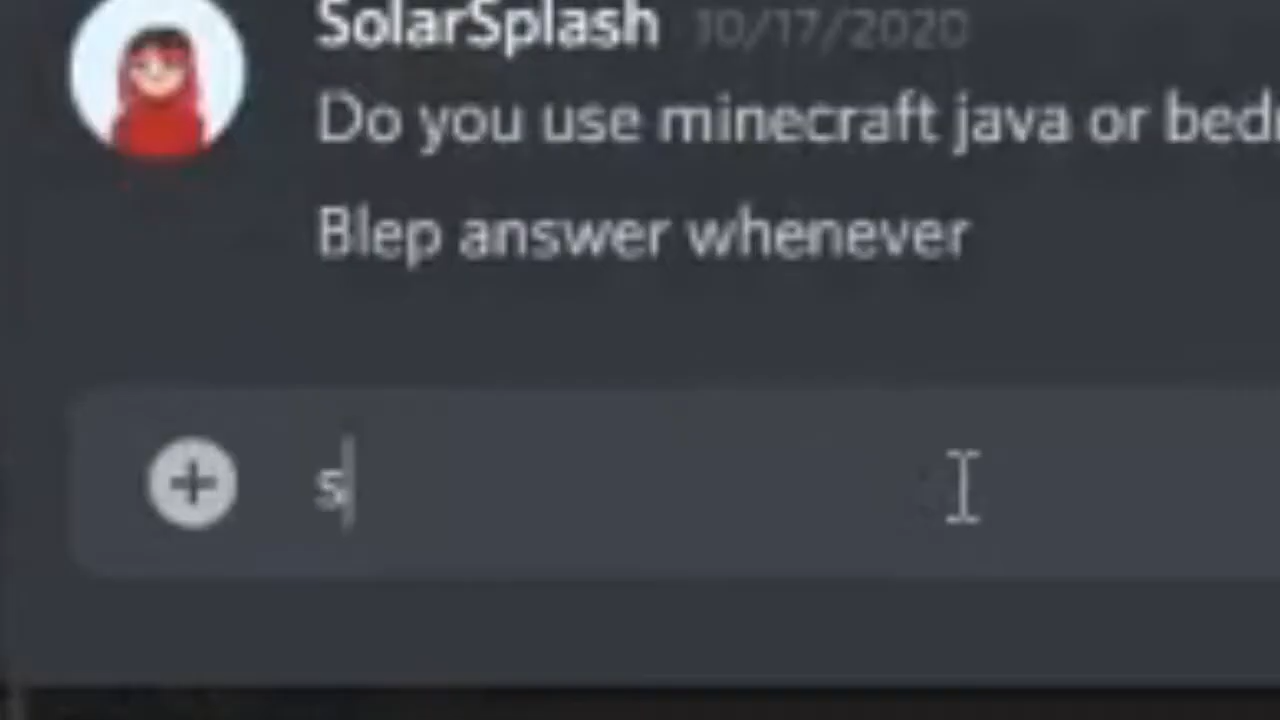 SolarSplash 10/17/2020
Do you use minecraft java or bed
Blep answer whenever
s